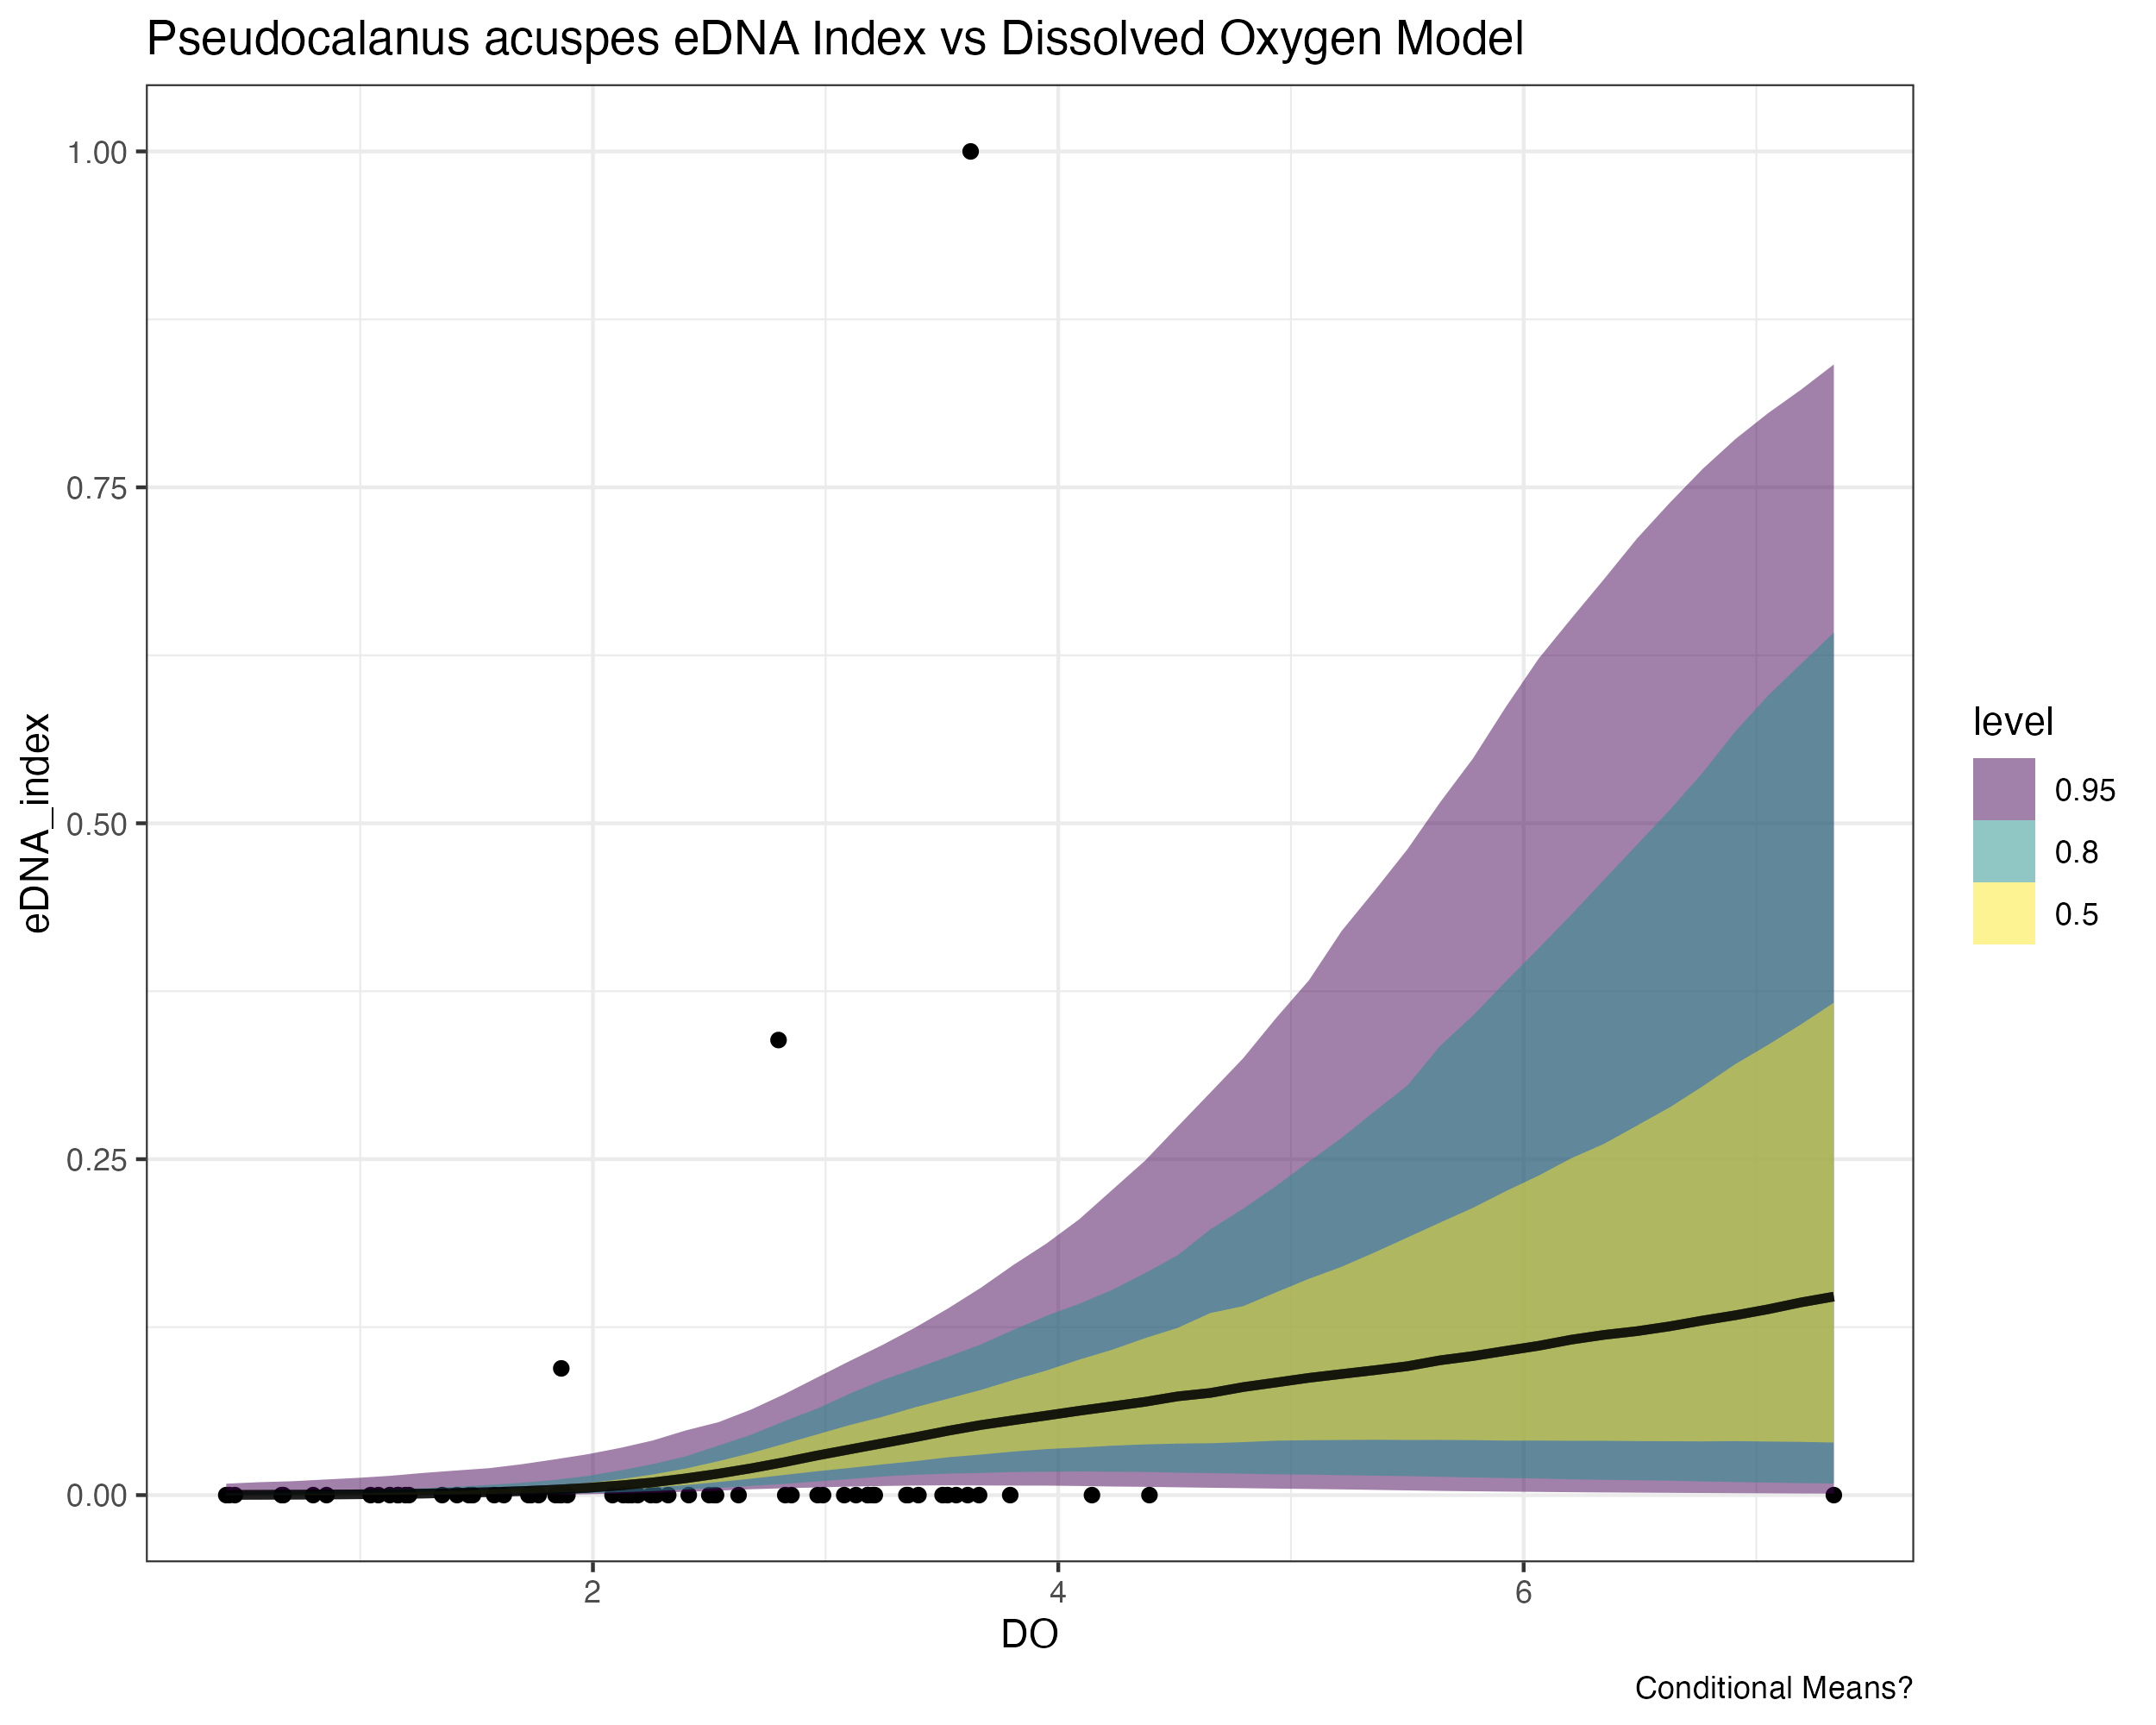 Pseudocalanus acuspes eDNA Index vs Dissolved Oxygen Model
eDNA_index
1.00
0.75
0.50
0.25
0.00
2
4
6
DO
level
0.95
0.8
0.5
Conditional Means?